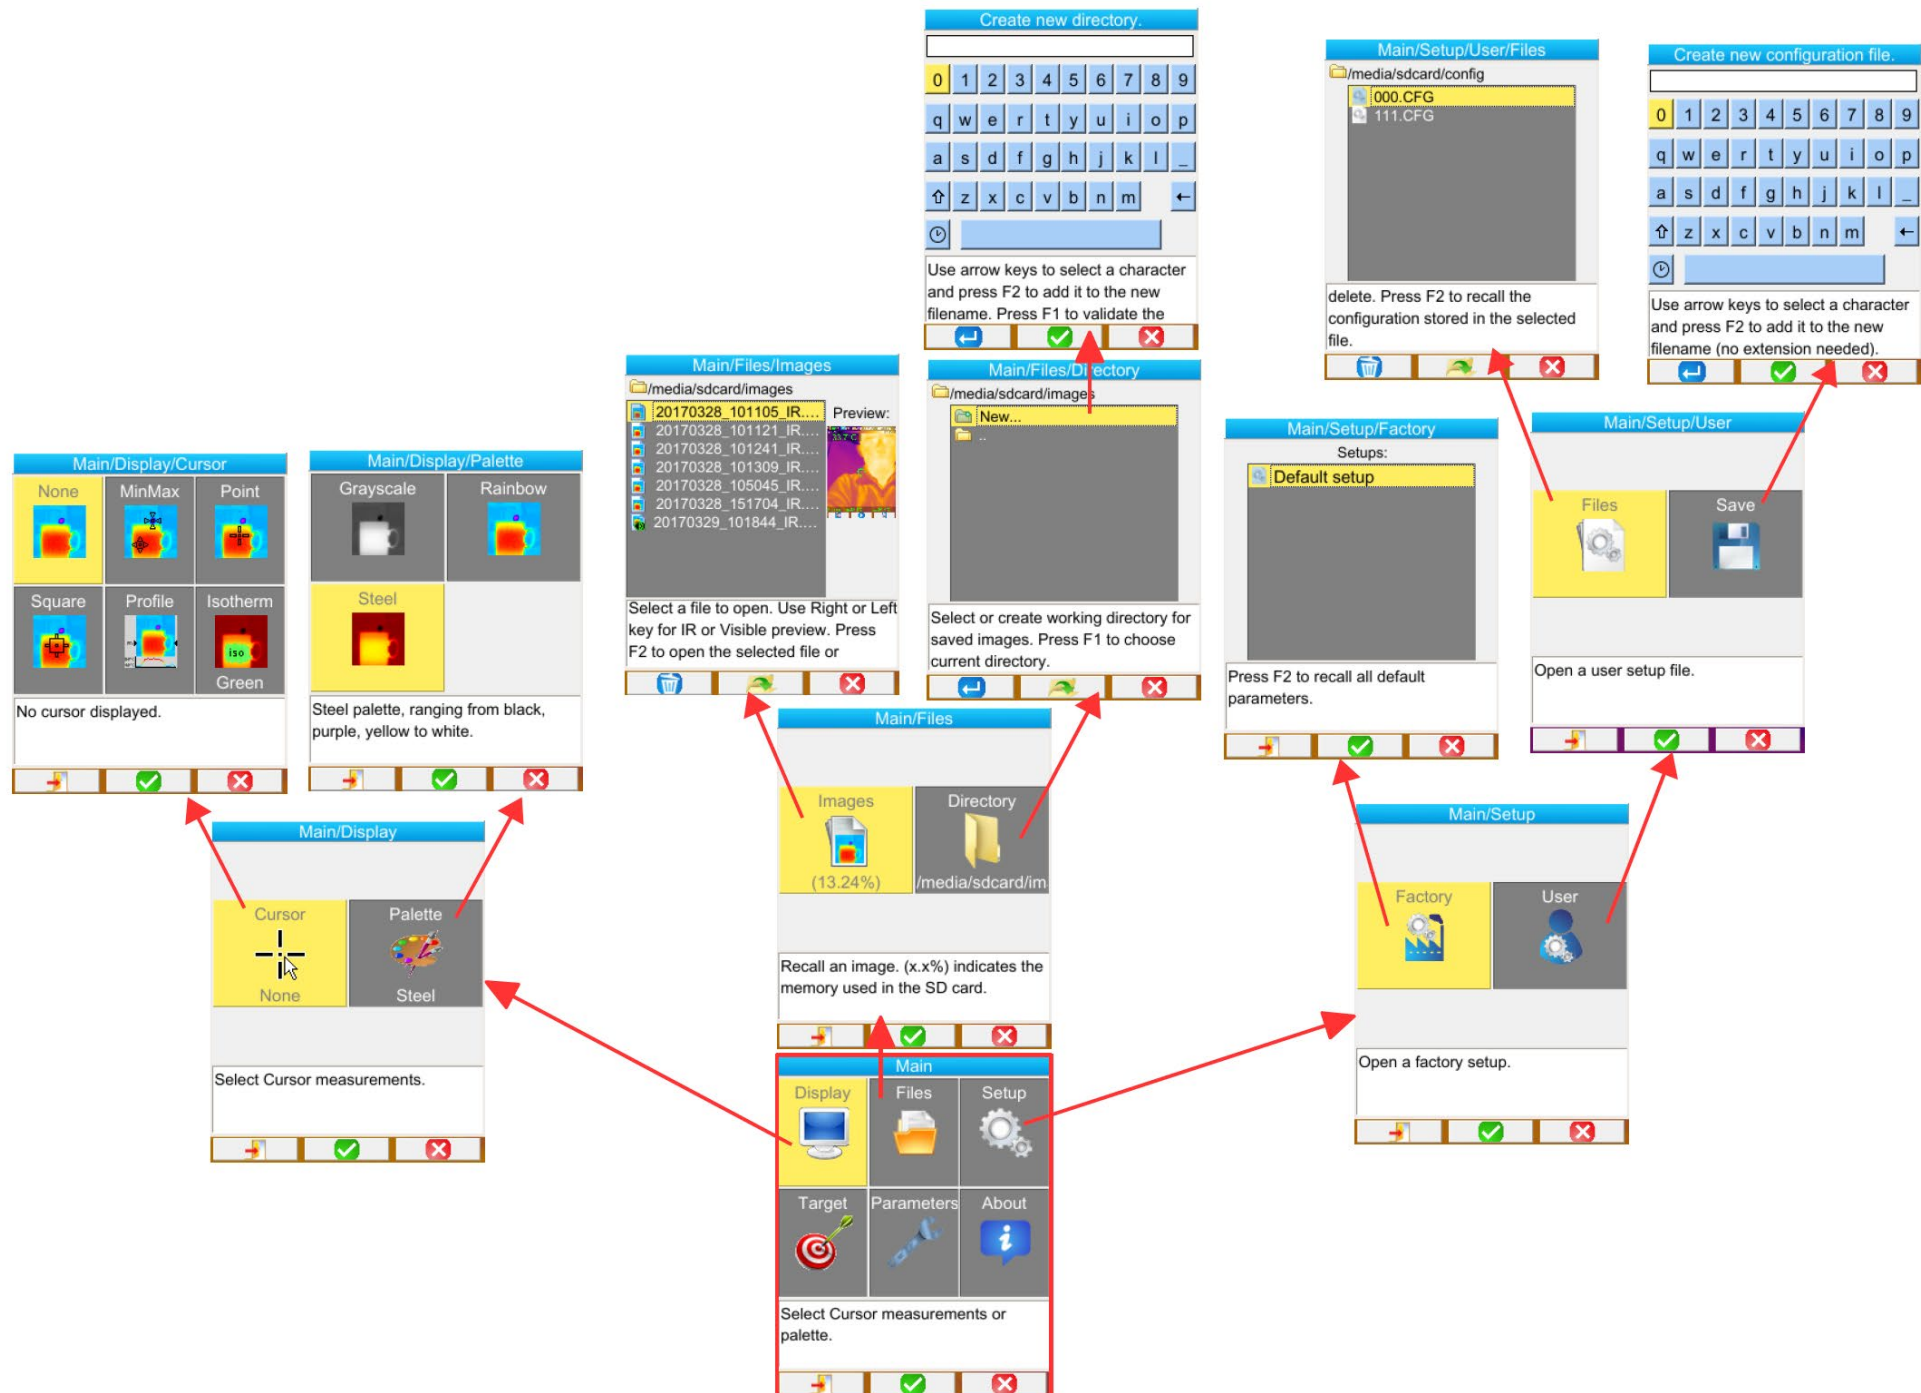 Create new directory.
0 1 2 3 4 5 6 7 8 9
q w e r t y u i o p
a s d f g h j k l _
z x c v b n m
Use arrow keys to select a character
and press F2 to add it to the new
filename. Press F1 to validate the
Main/Setup/User/Files
/media/sdcard/config
000.CFG
111.CFG
delete. Press F2 to recall the
configuration stored in the selected
file.
Create new configuration file.
0 1 2 3 4 5 6 7 8 9
q w e r t y u i o p
a s d f g h j k l _
z x c v b n m
Use arrow keys to select a character
and press F2 to add it to the new
filename (no extension needed).
Main/Files/Images
/media/sdcard/images
20170328_101105_IR....
Preview:
20170328_101121_IR....
20170328_101241_IR....
20170328_101309_IR....
20170328_105045_IR....
20170328_151704_IR....
20170329_101844_IR....
Select a file to open. Use Right or Left
key for IR or Visible preview. Press
F2 to open the selected file or
Main/Files/Directory
/media/sdcard/images
New...
..
Select or create working directory for
saved images. Press F1 to choose
current directory.
Main/Setup/Factory
Setups:
Default setup
Press F2 to recall all default
parameters.
Main/Setup/User
Files Save
Open a user setup file.
Main/Display/Cursor
None MinMax Point
Square Profile Isotherm
iso
Green
No cursor displayed.
Main/Display/Palette
Grayscale Rainbow
Steel
Steel palette, ranging from black,
purple, yellow to white.
Main/Files
Images Directory
(13.24%) /media/sdcard/im
Recall an image. (x.x%) indicates the
memory used in the SD card.
Main/Display
Cursor Palette
None Steel
Select Cursor measurements.
Main/Setup
Factory User
Open a factory setup.
Main
Display Files Setup
Target Parameters About
Select Cursor measurements or
palette.